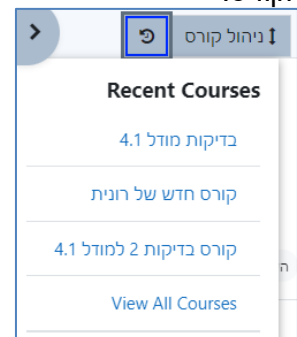 ניהול קורס
Recent Courses
בדיקות מודל 4.1
קורס חדש של רונית
קורס בדיקות 2 למודל 4.1
View All Courses
ה